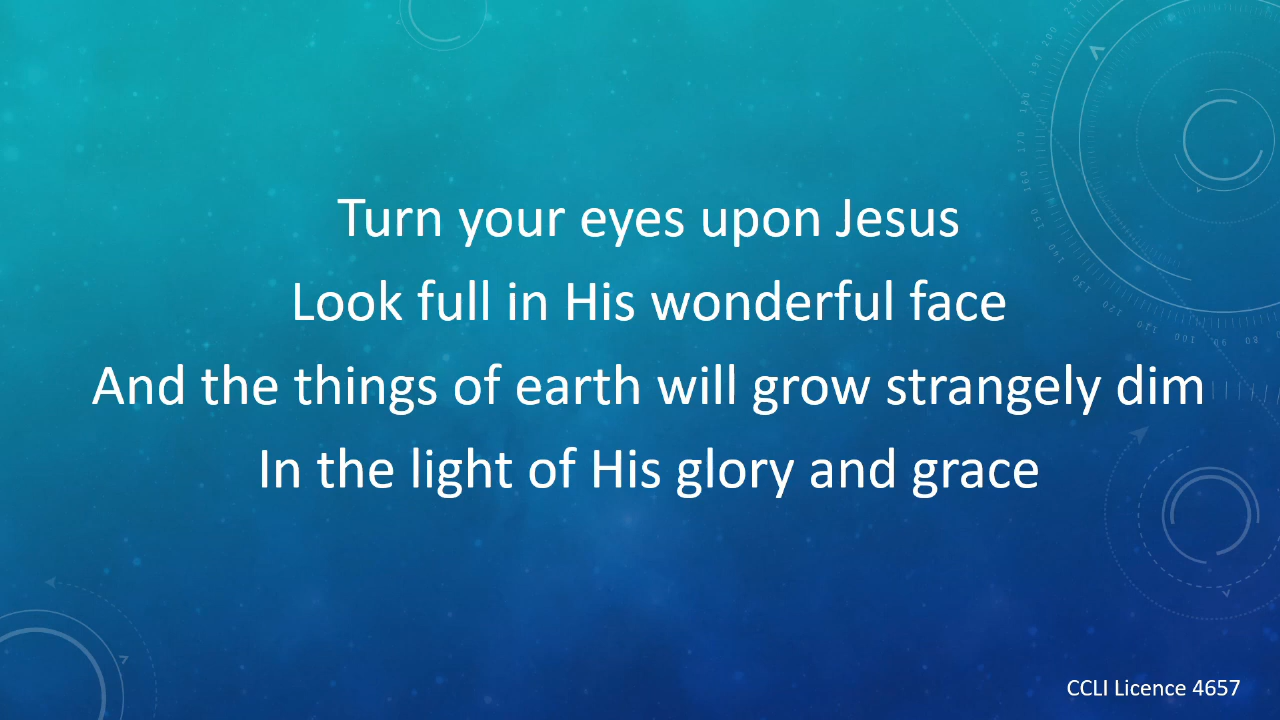 Turn your eyes upon Jesus
Look full in His wonderful face
And the things of earth will grow strangely dim
In the light of His glory and grace
CCLI Licence 4657